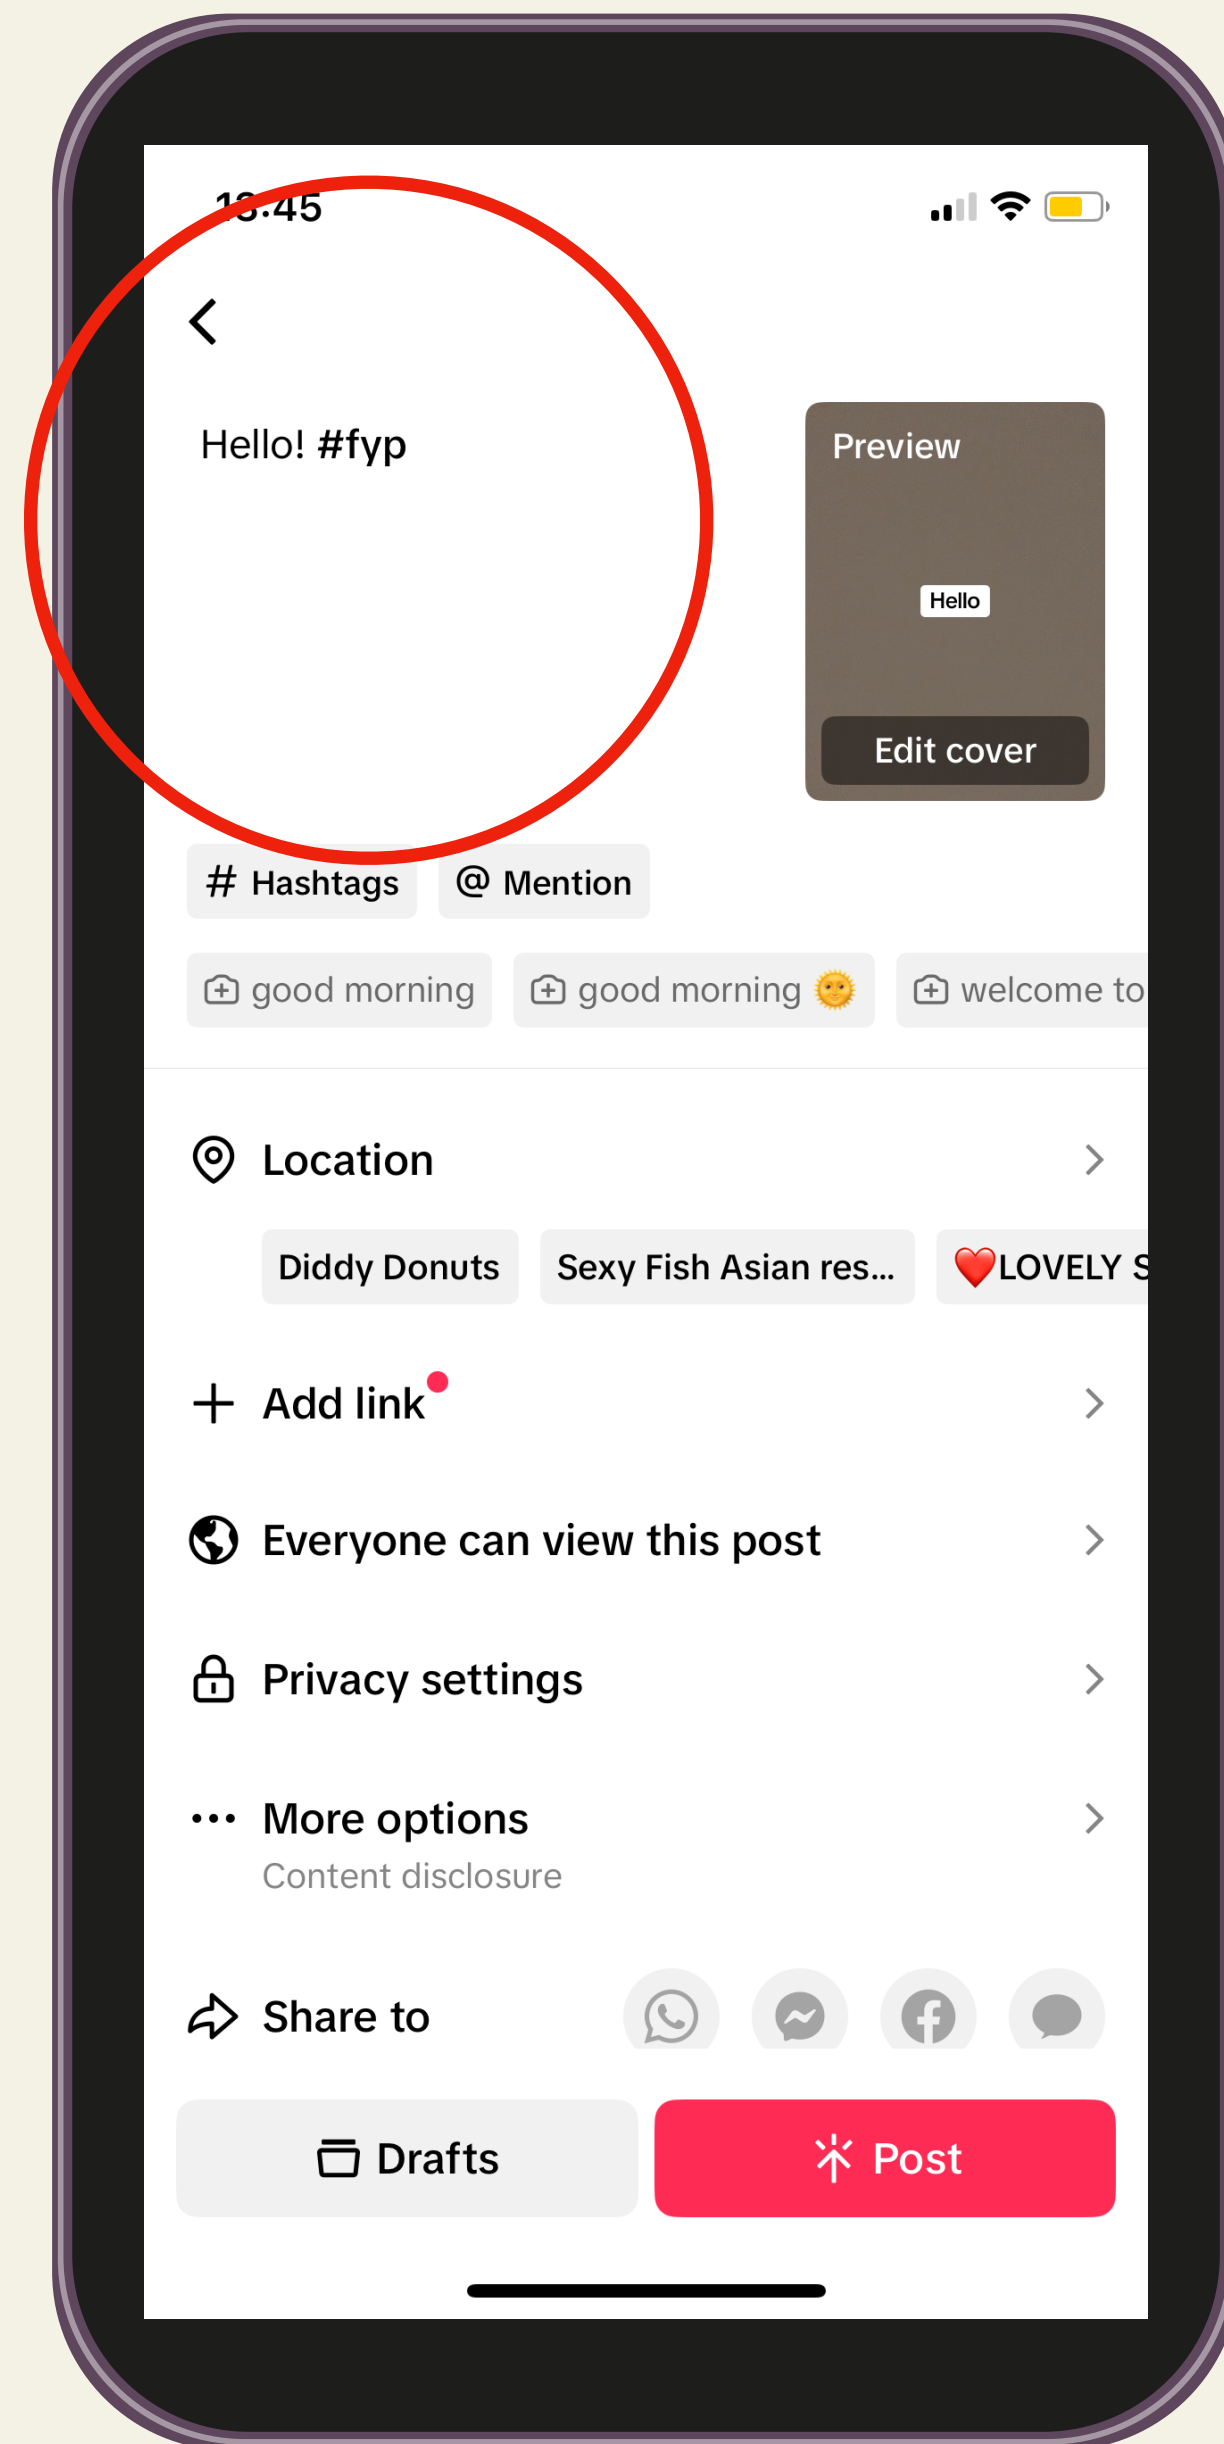 13:45
Hello! #fyp
Preview
Hello
Edit cover
# Hashtags @ Mention
good morning good morning 🌞 welcome to
Location
Diddy Donuts Sexy Fish Asian res... ❤️LOVELY S
Add link
Everyone can view this post
Privacy settings
More options
Content disclosure
Share to
Drafts Post